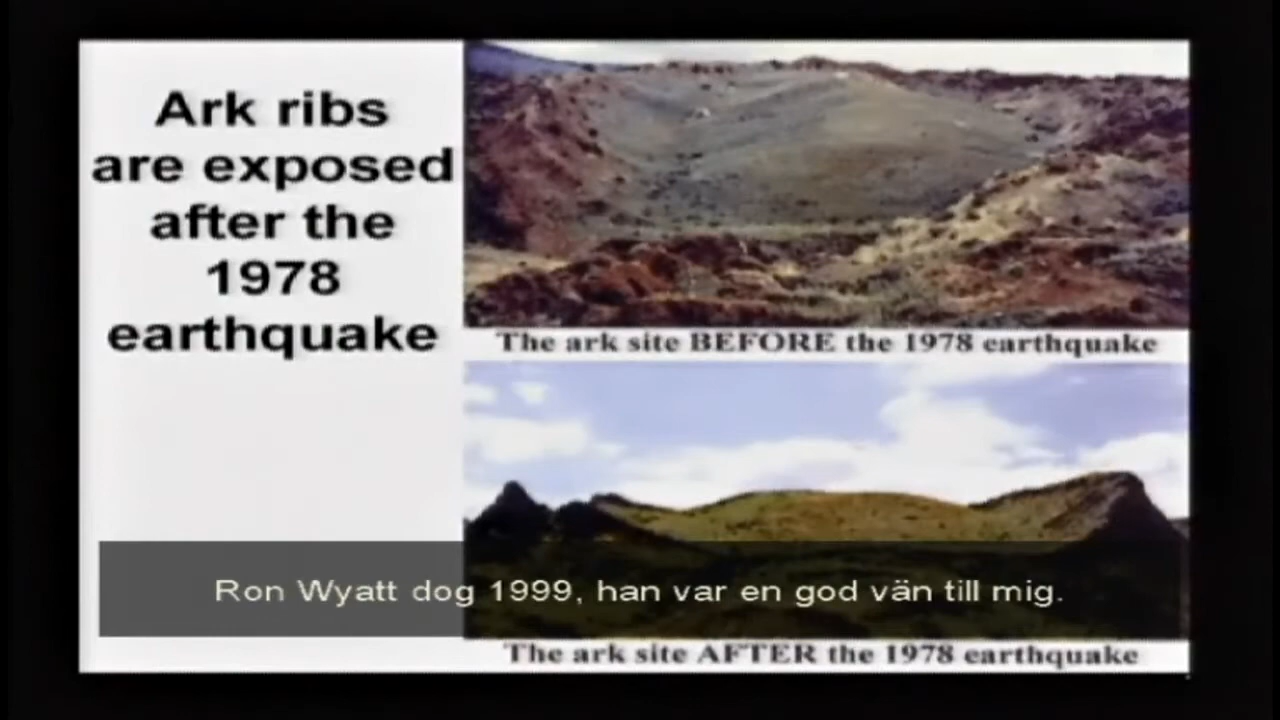 Ark ribs
are exposed
after the
1978
earthquake
The ark site BEFORE the 1978 earthquake
Ron Wyatt dog 1999, han var en god vän till mig.
The ark site AFTER the 1978 earthquake